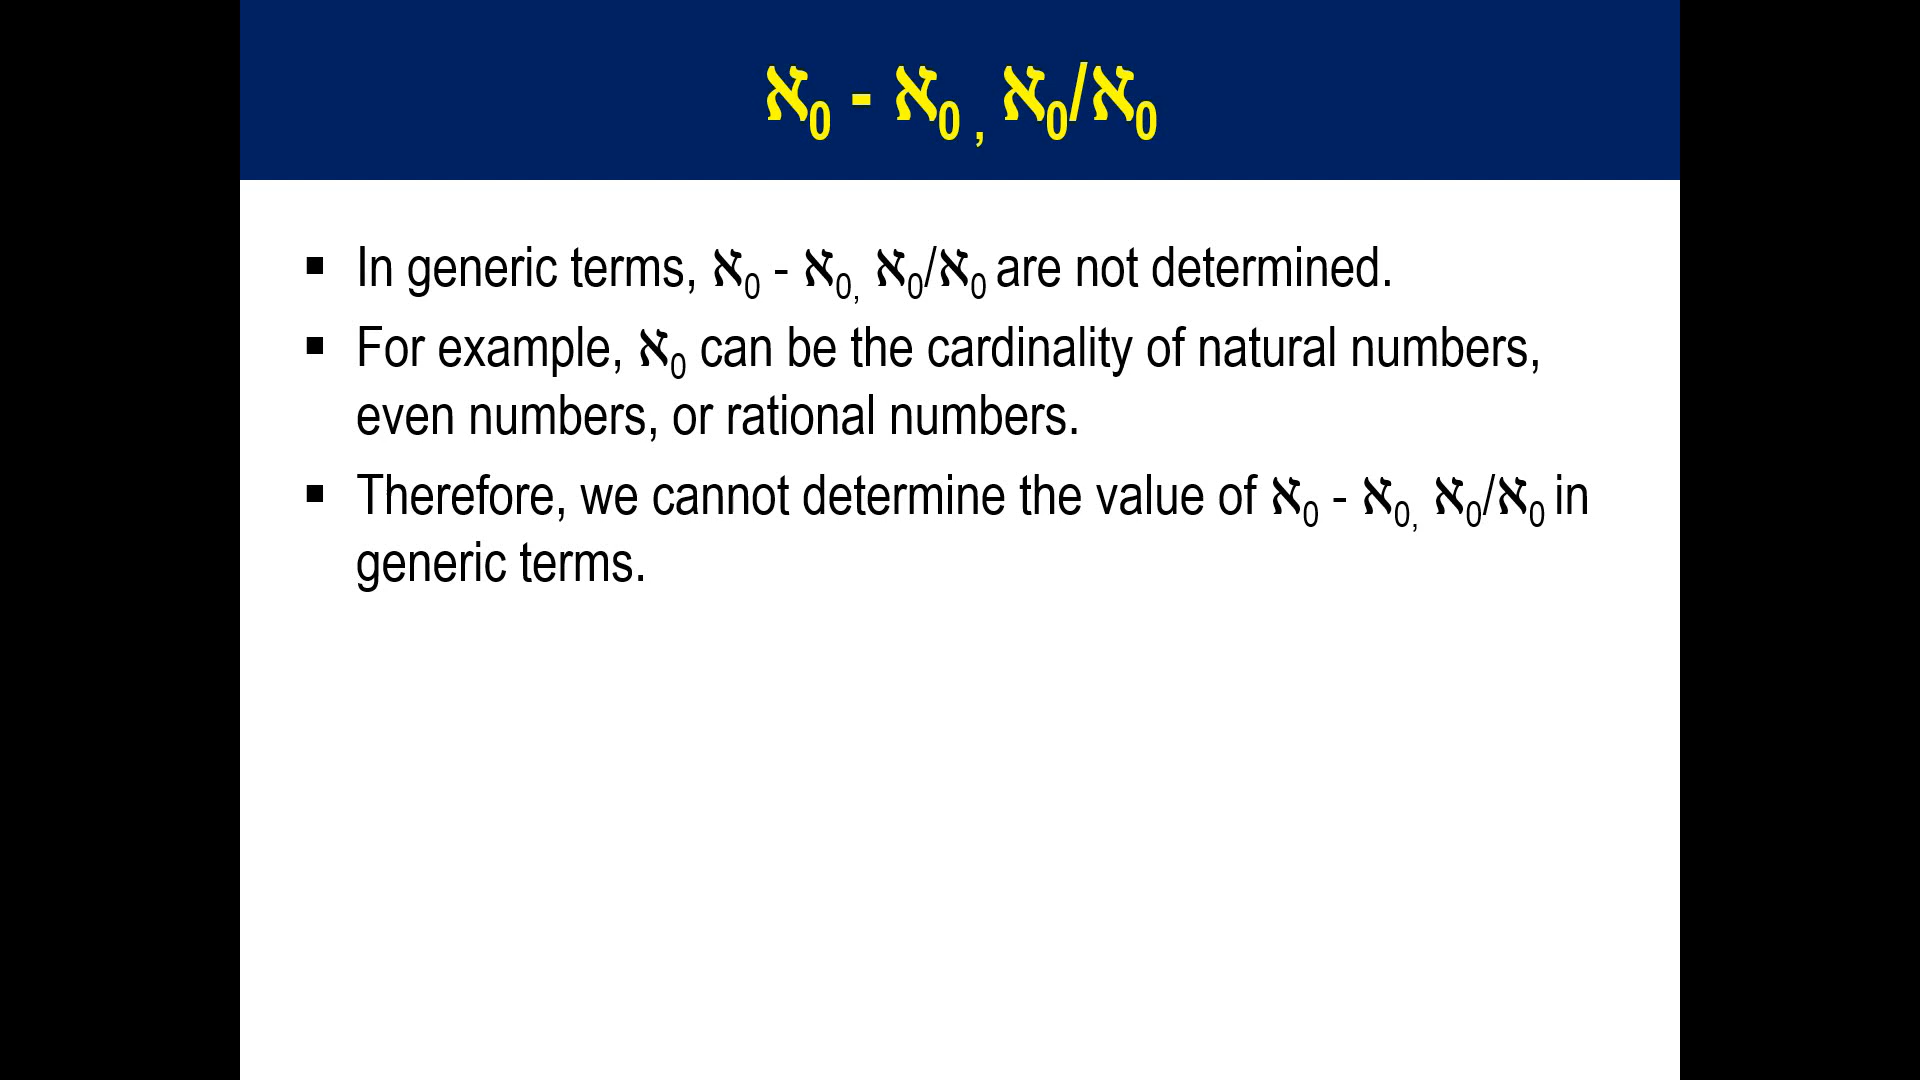 ℵ₀ - ℵ₀ , ℵ₀/ℵ₀
▪ In generic terms, ℵ₀ - ℵ₀, ℵ₀/ℵ₀ are not determined.
▪ For example, ℵ₀ can be the cardinality of natural numbers,
even numbers, or rational numbers.
▪ Therefore, we cannot determine the value of ℵ₀ - ℵ₀, ℵ₀/ℵ₀ in
generic terms.